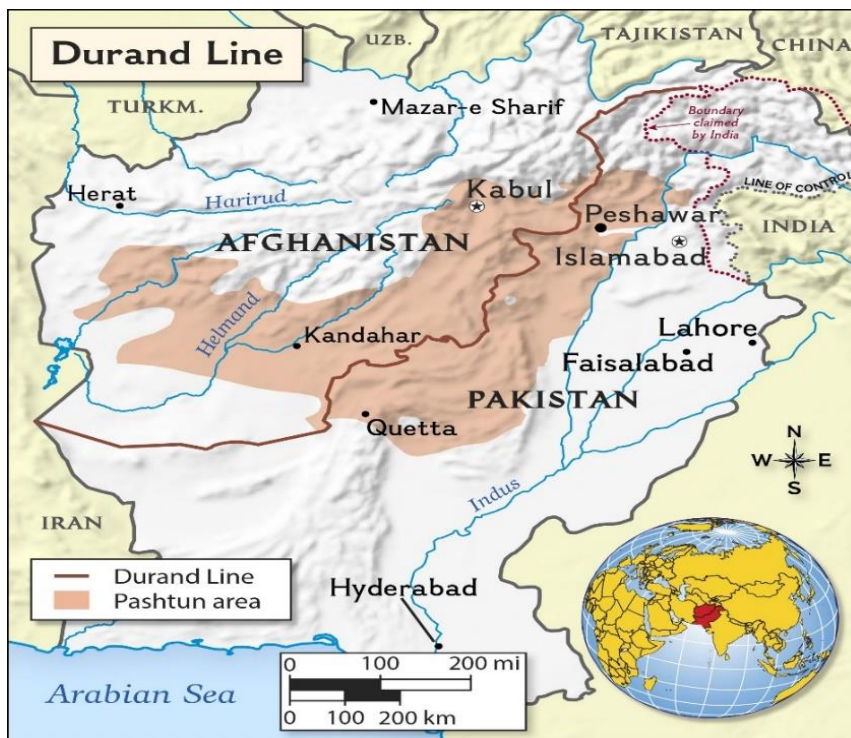 Durand Line
UZB.
TAJIKISTAN
CHINA
TURKM.
Mazar-e Sharif
Boundary
claimed
by India
Herat
Harirud
Kabul
LINE OF CONTROL
Peshawar
INDIA
AFGHANISTAN
Islamabad
Helmand
Kandahar
Lahore
Faisalabad
PAKISTAN
Quetta
N
W E
S
Indus
IRAN
Durand Line
Pashtun area
Hyderabad
0 100 200 mi
0 100 200 km
Arabian Sea